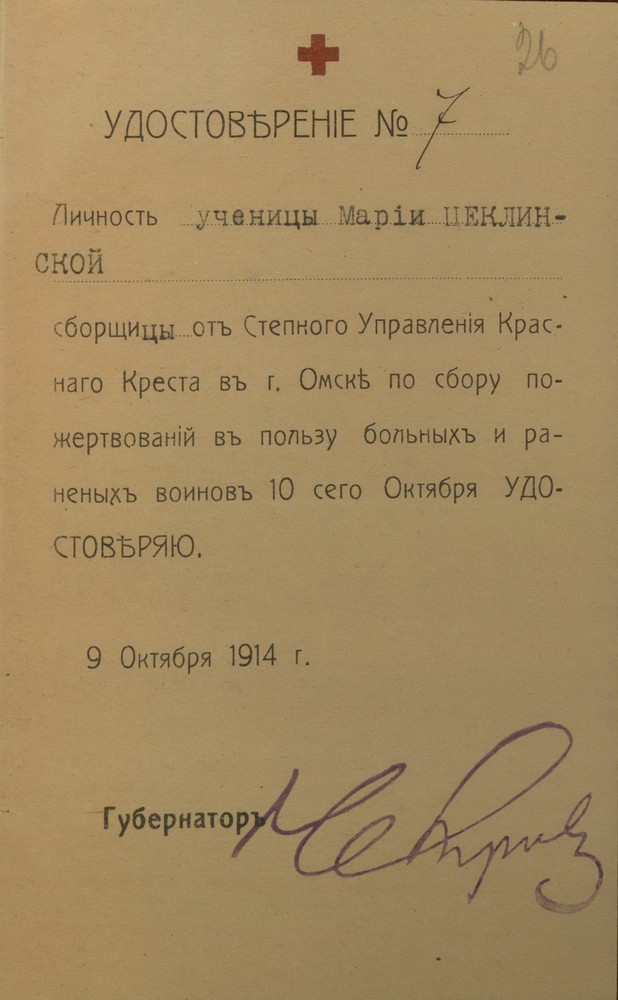 26
УДОСТОВѢРЕНІЕ № 7
Личность ученицы Маріи ЦЕКЛИН-
СКОЙ
сборщицы отъ Степного Управленія Крас-
наго Креста въ г. Омскѣ по сбору по-
жертвованій въ пользу больныхъ и ра-
неныхъ воиновъ 10 сего Октября УДО-
СТОВѢРЯЮ.
9 Октября 1914 г.
Губернаторъ